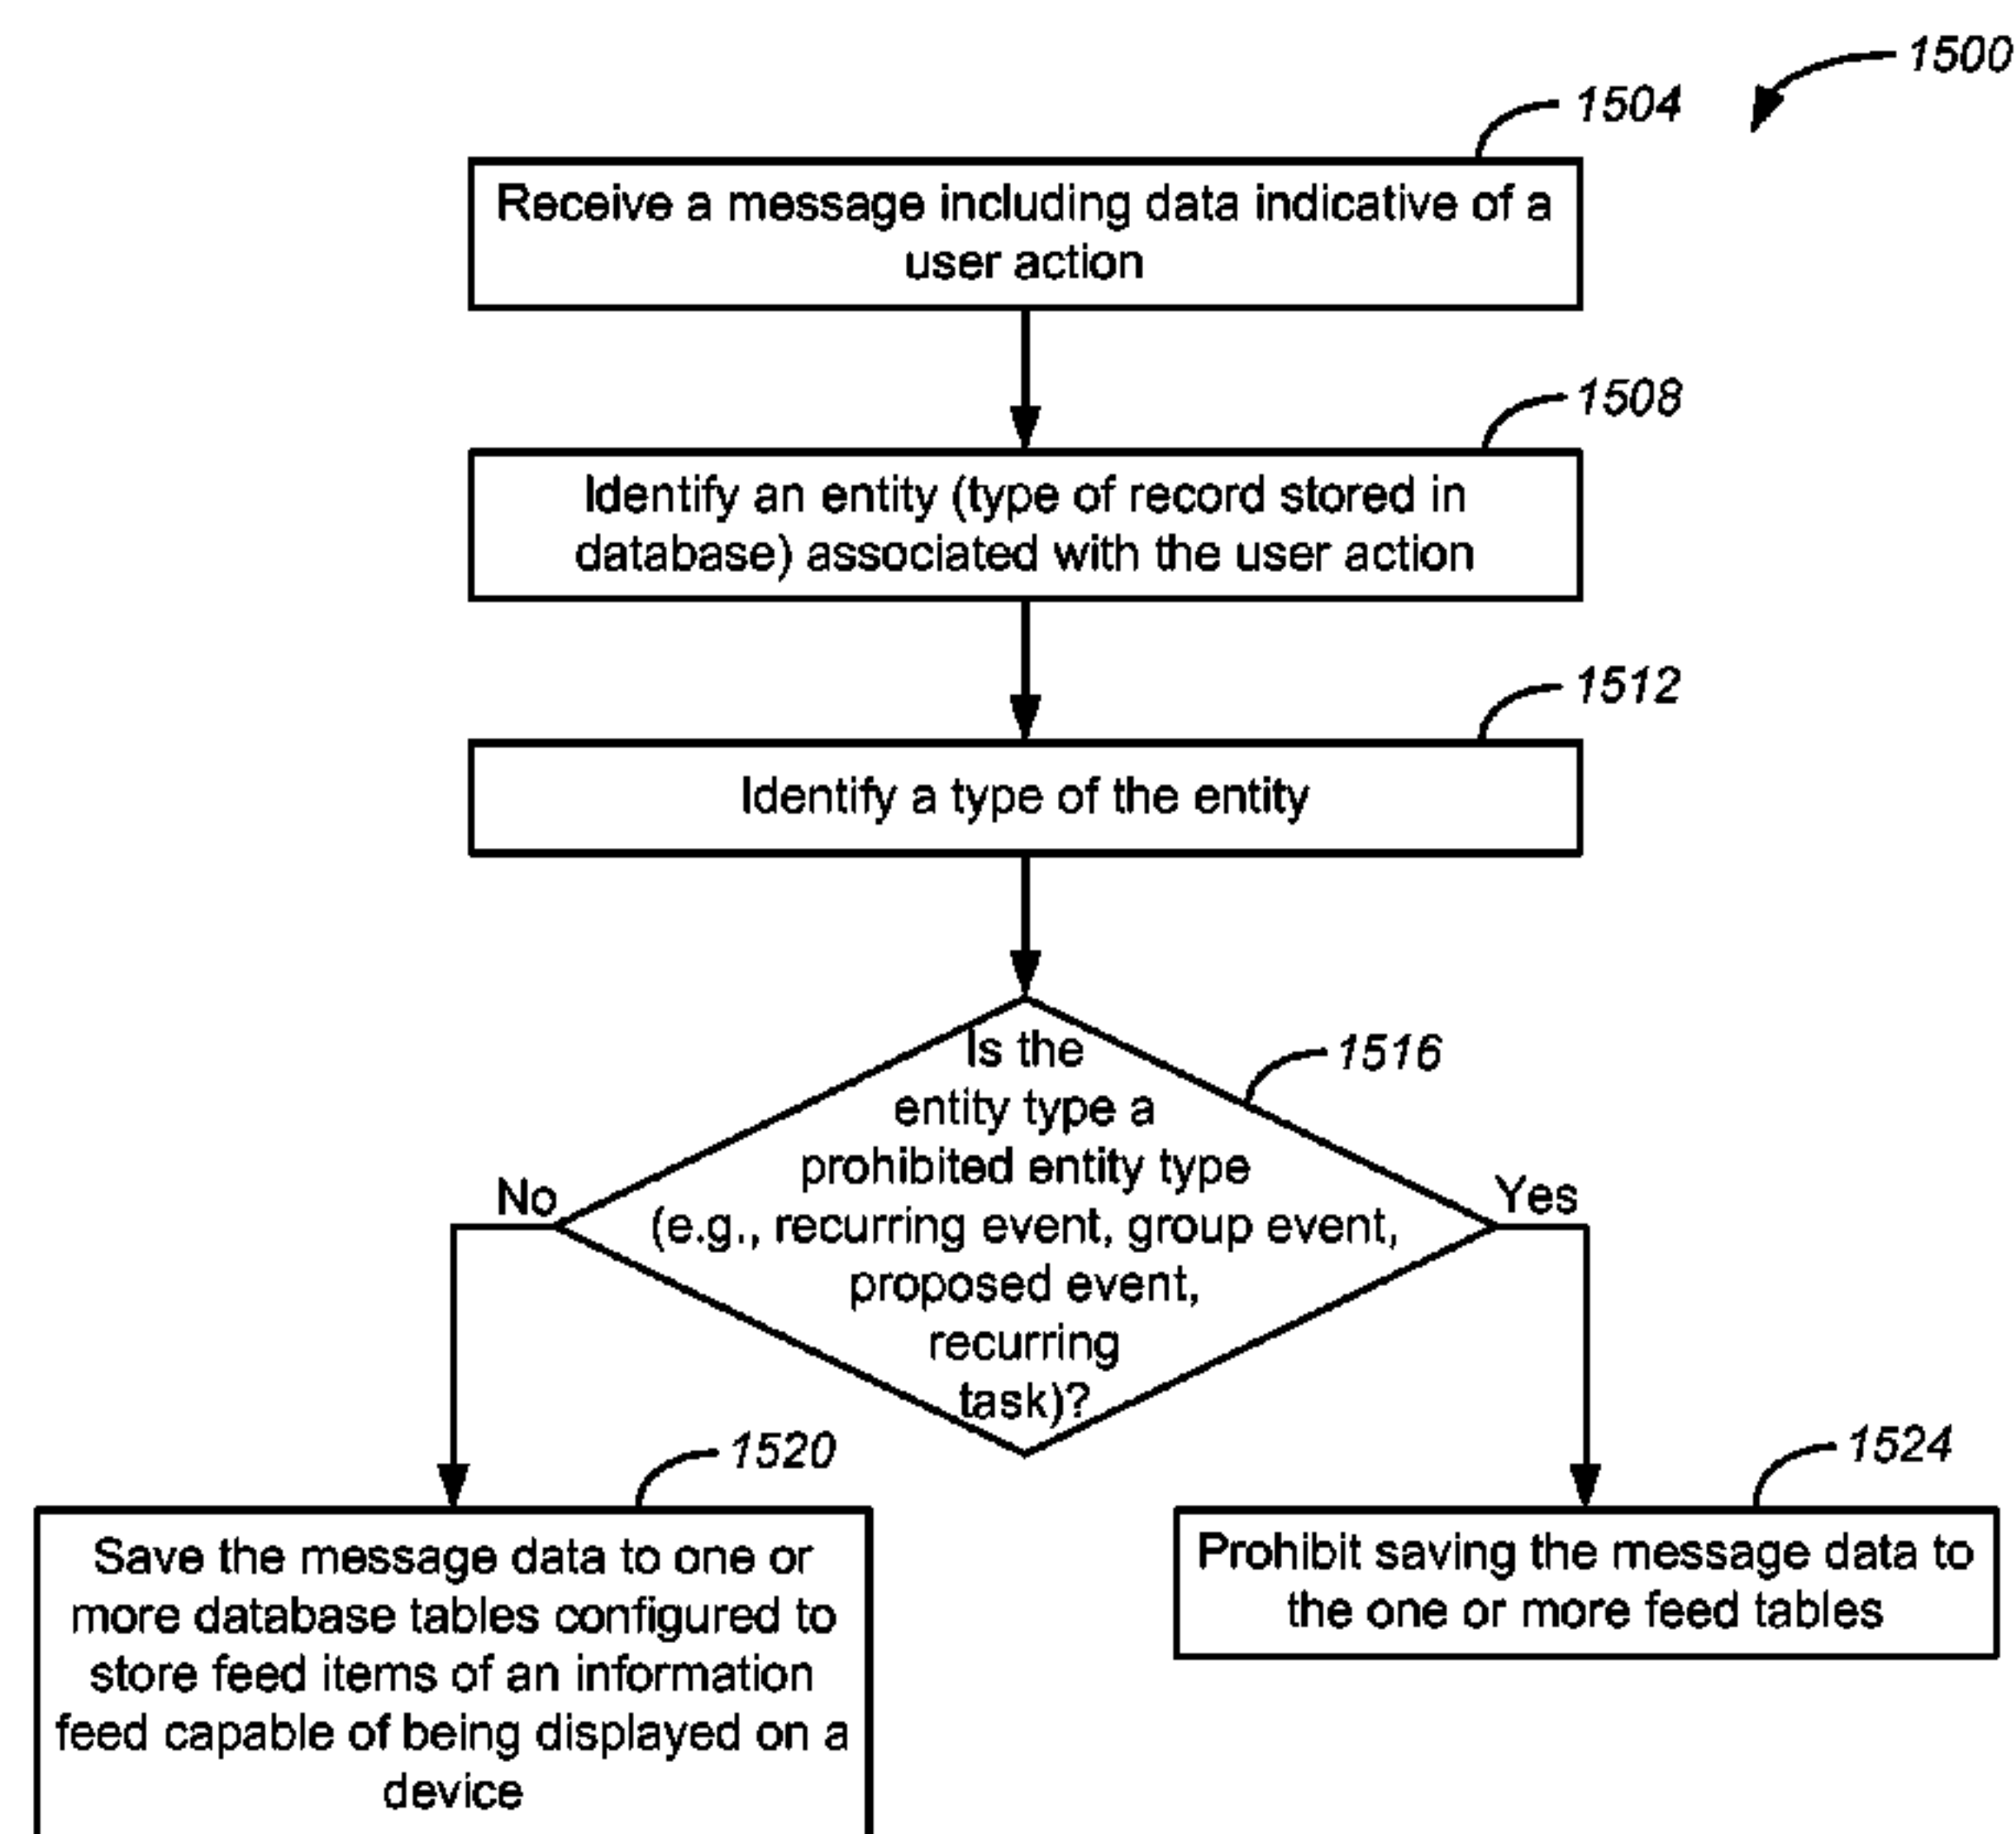 1500
1504
Receive a message including data indicative of a
user action
1508
Identify an entity (type of record stored in
database) associated with the user action
1512
Identify a type of the entity
1516
Is the
entity type a
prohibited entity type
(e.g., recurring event, group event,
proposed event,
recurring
task)?
No
Yes
1520
Save the message data to one or
more database tables configured to
store feed items of an information
feed capable of being displayed on a
device
1524
Prohibit saving the message data to
the one or more feed tables